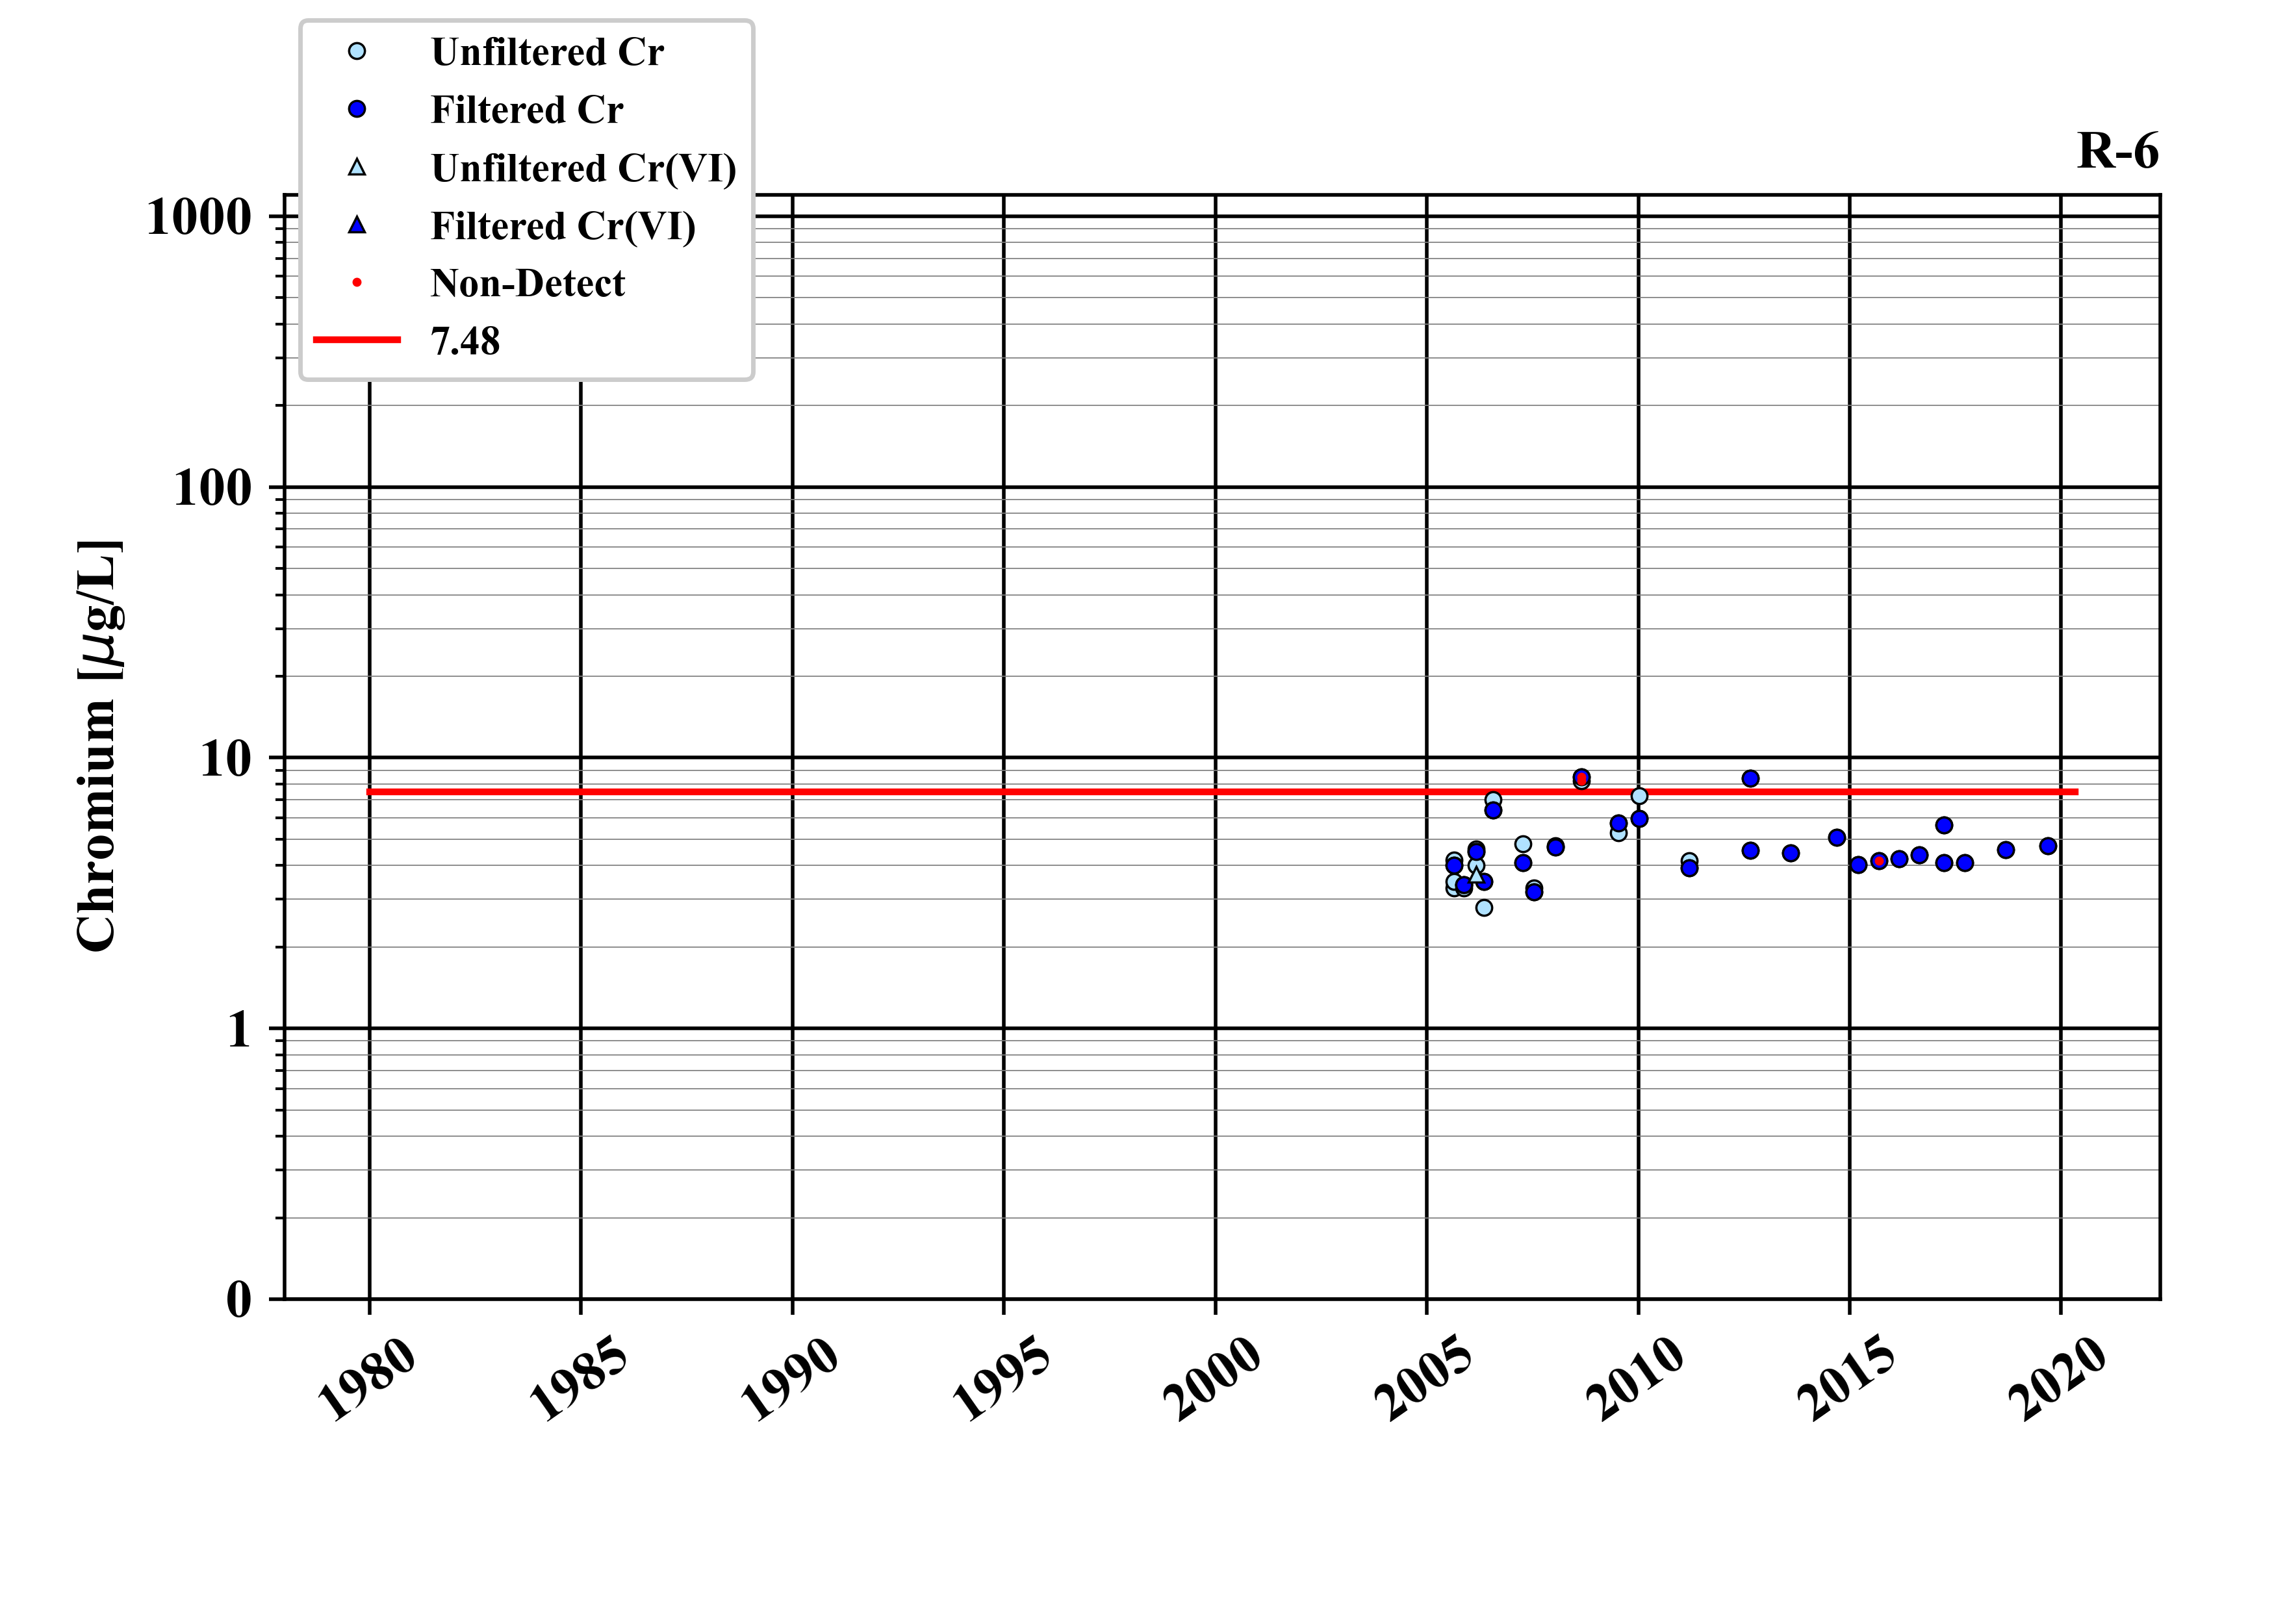 Unfiltered Cr
Filtered Cr
Unfiltered Cr(VI)
Filtered Cr(VI)
Non-Detect
7.48
R-6
1000
100
10
1
0
Chromium [μg/L]
1980
1985
1990
1995
2000
2005
2010
2015
2020